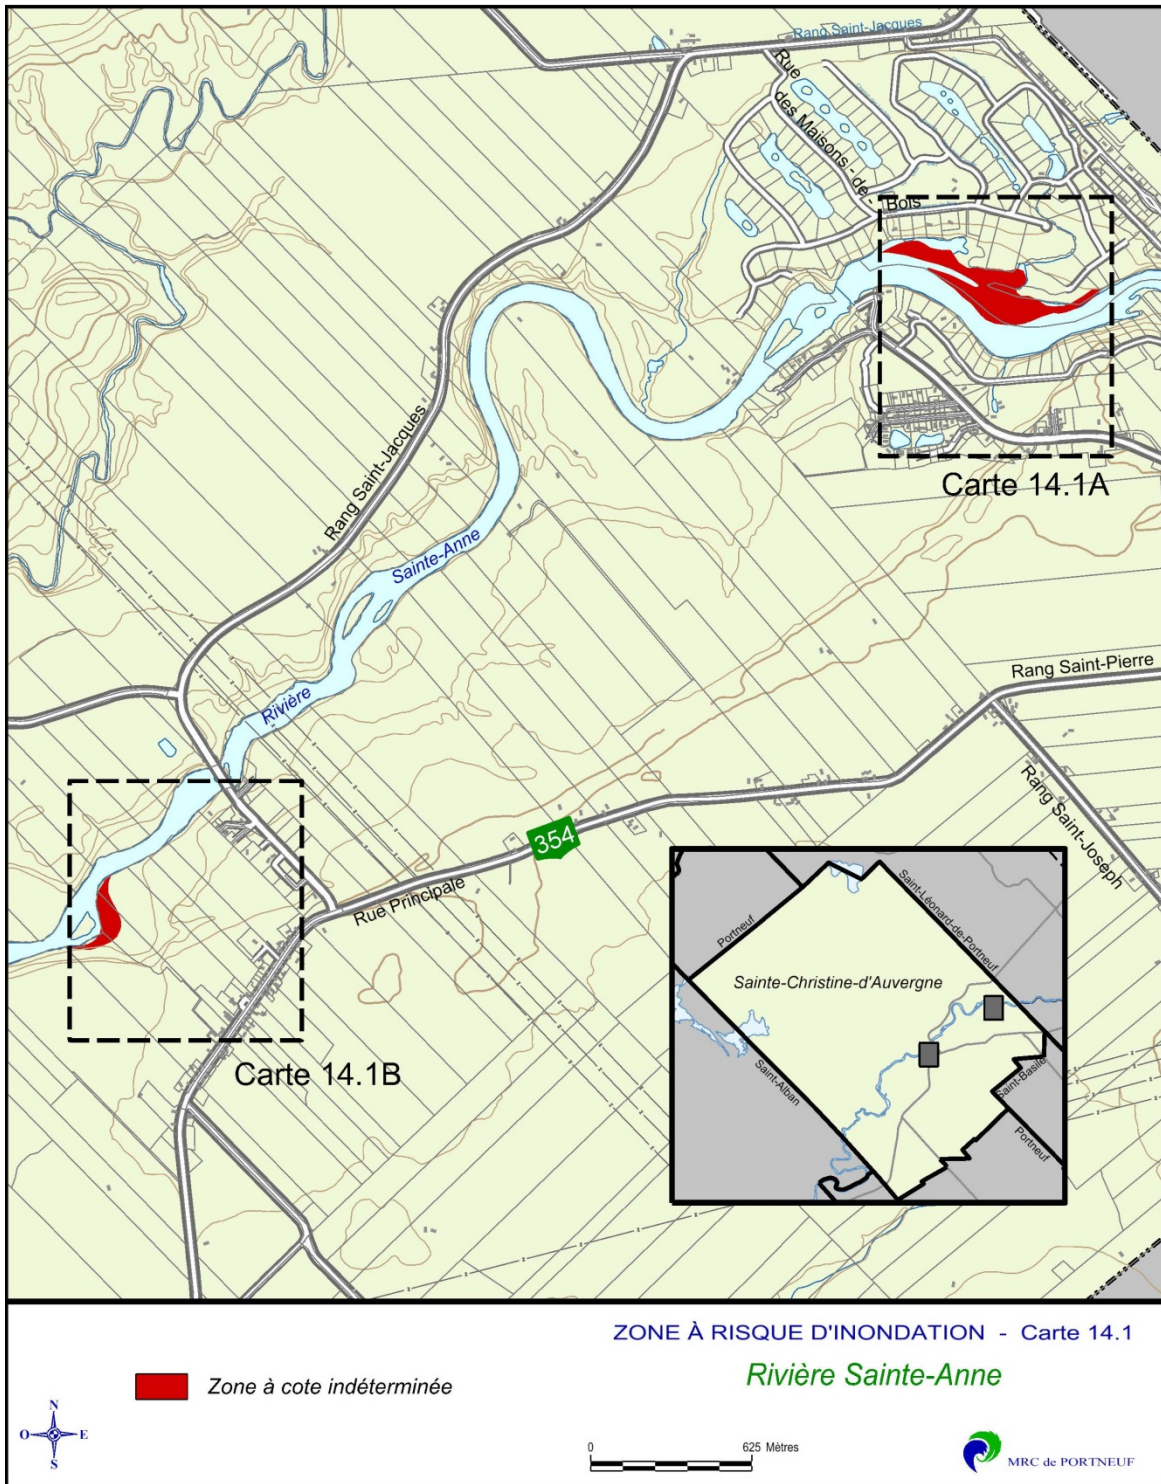 Rang Saint-Jacques
Rue
des Maisons - de -
Bois
Carte 14.1A
Rang Saint-Jacques
Sainte-Anne
Rivière
Rang Saint-Pierre
Rang Saint-Joseph
354
Rue Principale
Carte 14.1B
Portneuf
Saint-Léonard-de-Portneuf
Sainte-Christine-d'Auvergne
Saint-Alban
Saint-Basile
Portneuf
ZONE À RISQUE D'INONDATION - Carte 14.1
Rivière Sainte-Anne
Zone à cote indéterminée
N
O E
S
0 625 Mètres
MRC de PORTNEUF